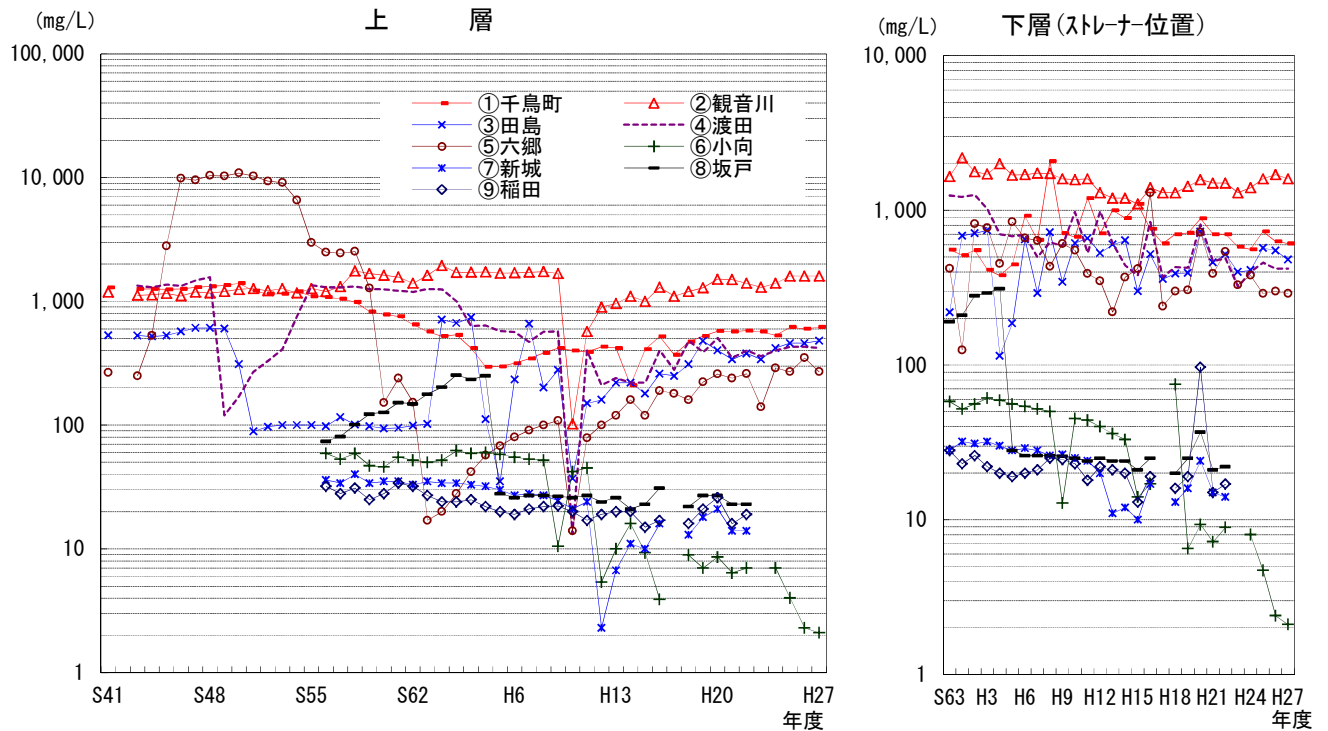 (mg/L)
上 層
100,000
10,000
1,000
100
10
1
①千鳥町
②観音川
③田島
④渡田
⑤六郷
⑥小向
⑦新城
⑧坂戸
⑨稲田
S41 S48 S55 S62 H6 H13 H20 H27
年度
(mg/L)
下層(ストレーナー位置)
10,000
1,000
100
10
1
S63 H3 H6 H9 H12 H15 H18 H21 H24 H27
年度